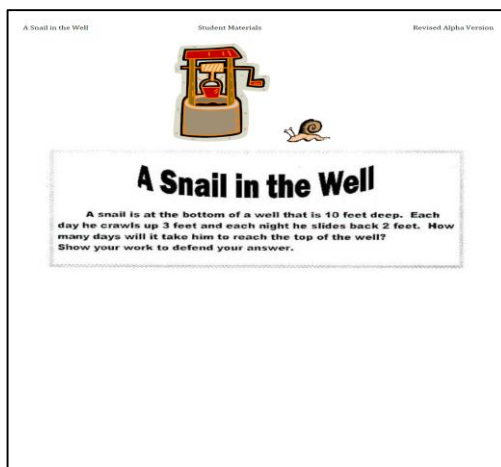 A Snail in the Well Student Materials Revised Alpha Version
A Snail in the Well
A snail is at the bottom of a well that is 10 feet deep. Each
day he crawls up 3 feet and each night he slides back 2 feet. How
many days will it take him to reach the top of the well?
Show your work to defend your answer.